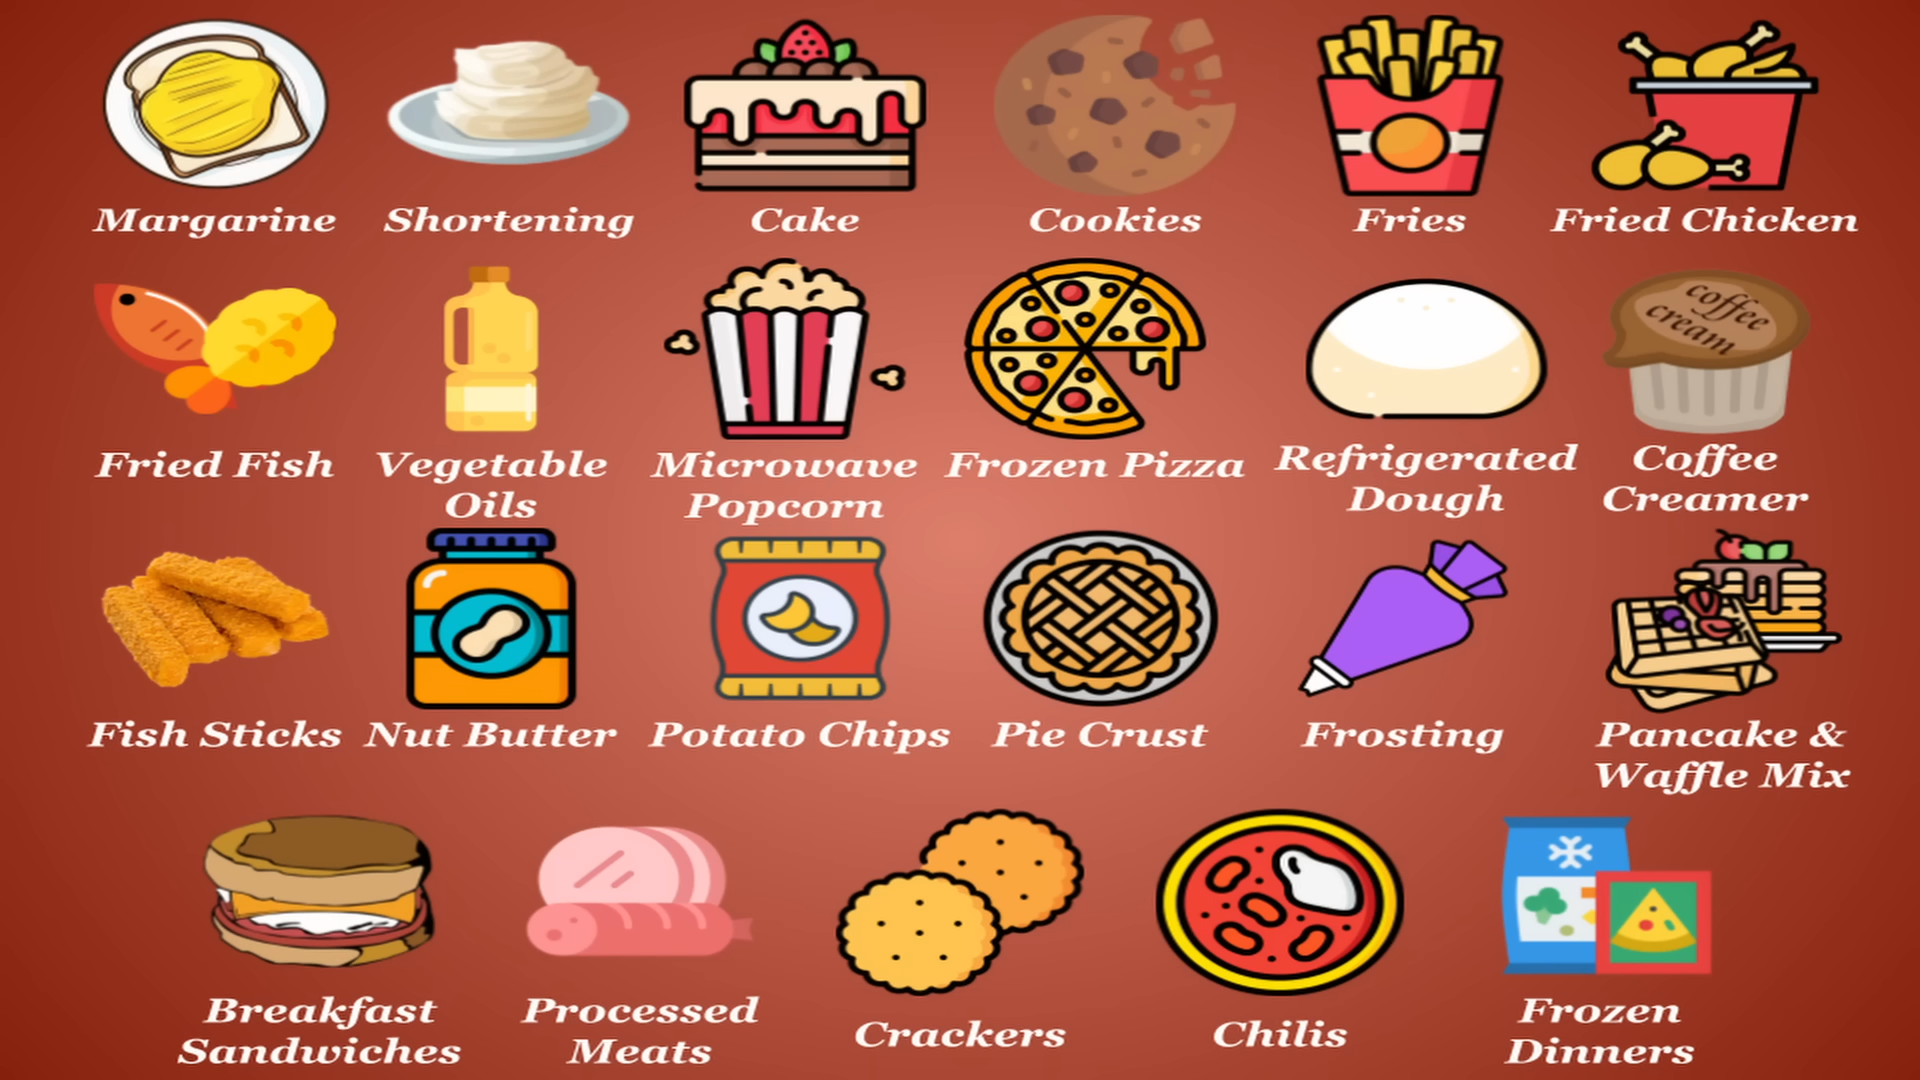 Margarine
Shortening
Cake
Cookies
Fries
Fried Chicken
coffee
cream
Fried Fish
Vegetable
Oils
Microwave
Popcorn
Frozen Pizza
Refrigerated
Dough
Coffee
Creamer
Fish Sticks
Nut Butter
Potato Chips
Pie Crust
Frosting
Pancake &
Waffle Mix
Breakfast
Sandwiches
Processed
Meats
Crackers
Chilis
Frozen
Dinners